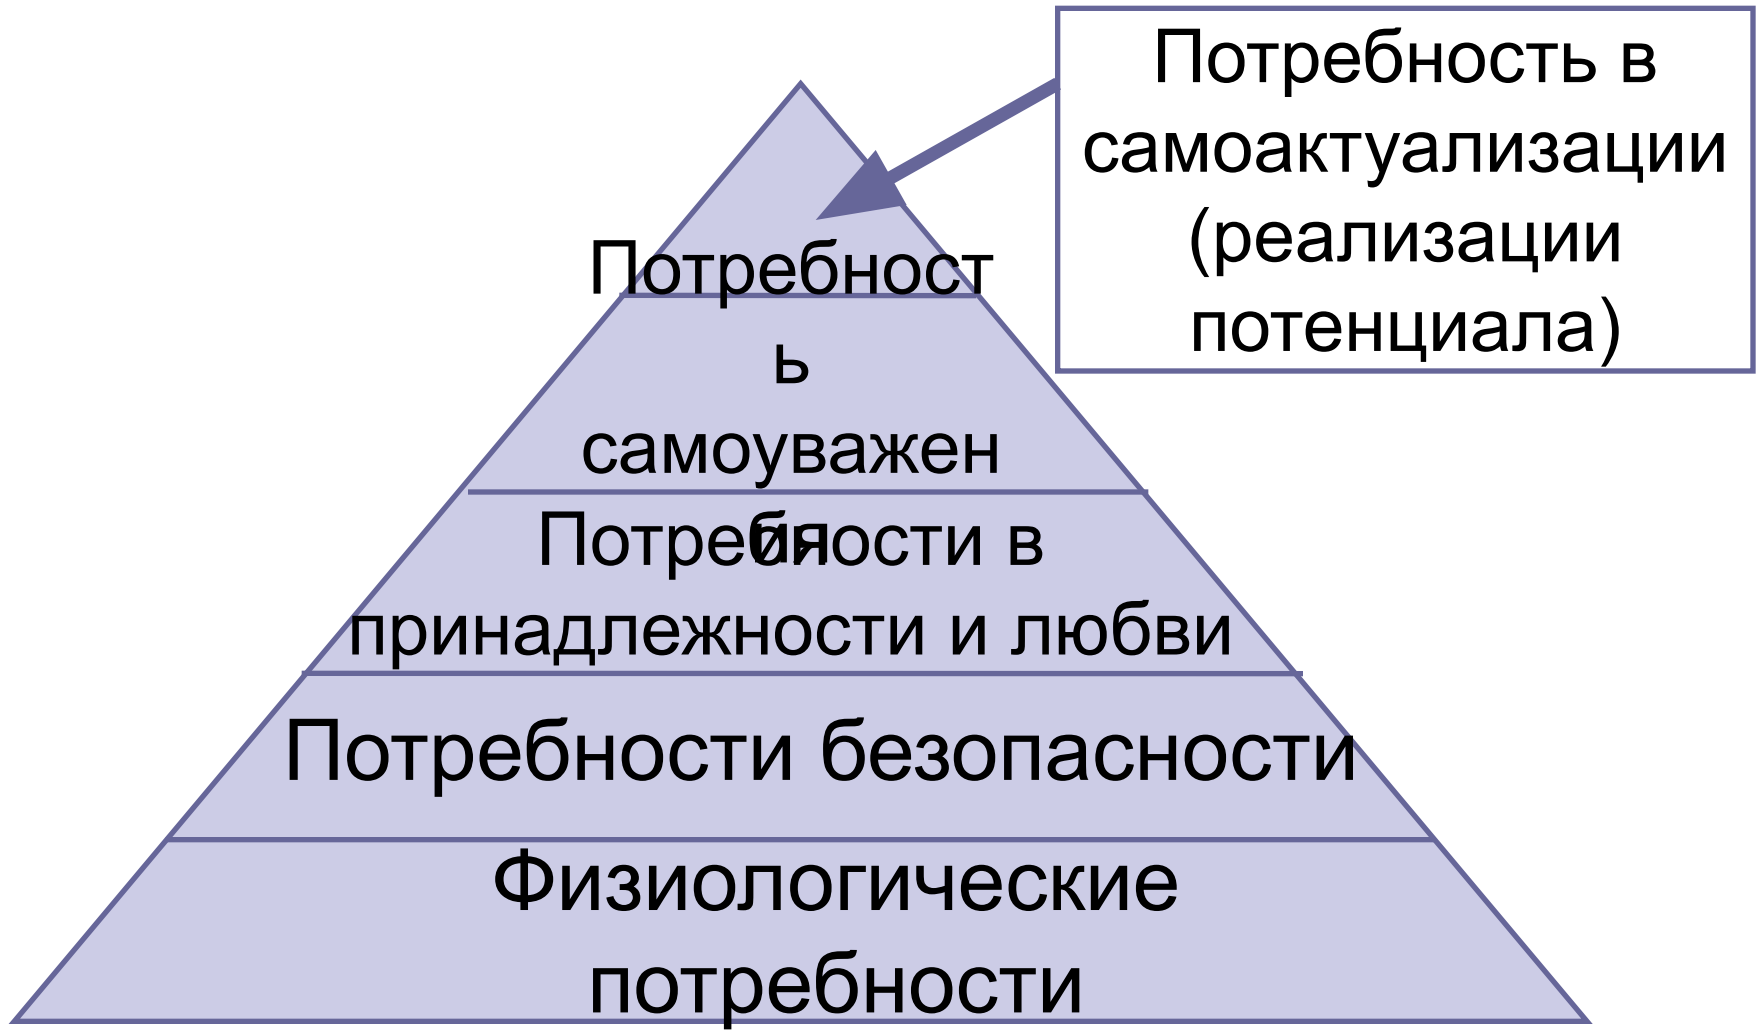 Потребность в
самоактуализации
(реализации
потенциала)
Потребност
ь
самоуважен
ия
Потребности в
принадлежности и любви
Потребности безопасности
Физиологические
потребности